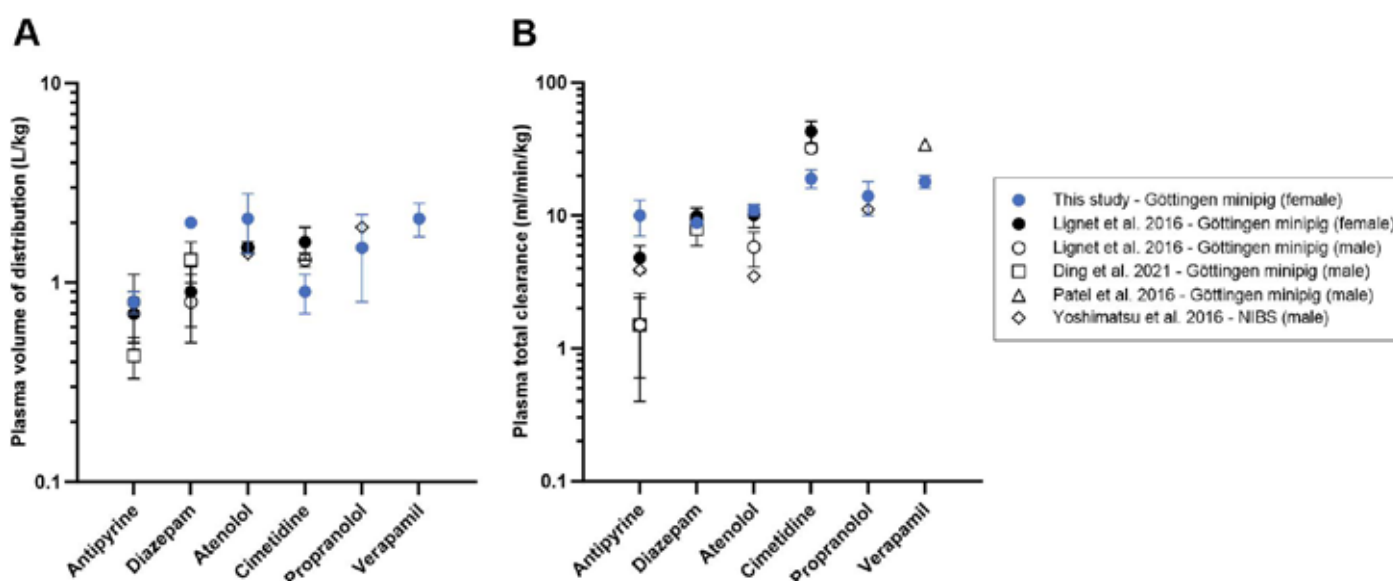 A
Plasma volume of distribution (L/kg)
10
1
0.1
Antipyrine
Diazepam
Atenolol
Cimetidine
Propranolol
Verapamil
B
Plasma total clearance (ml/min/kg)
100
10
1
0.1
Antipyrine
Diazepam
Atenolol
Cimetidine
Propranolol
Verapamil
This study - Göttingen minipig (female)
Lignet et al. 2016 - Göttingen minipig (female)
Lignet et al. 2016 - Göttingen minipig (male)
Ding et al. 2021 - Göttingen minipig (male)
Patel et al. 2016 - Göttingen minipig (male)
Yoshimatsu et al. 2016 - NIBS (male)